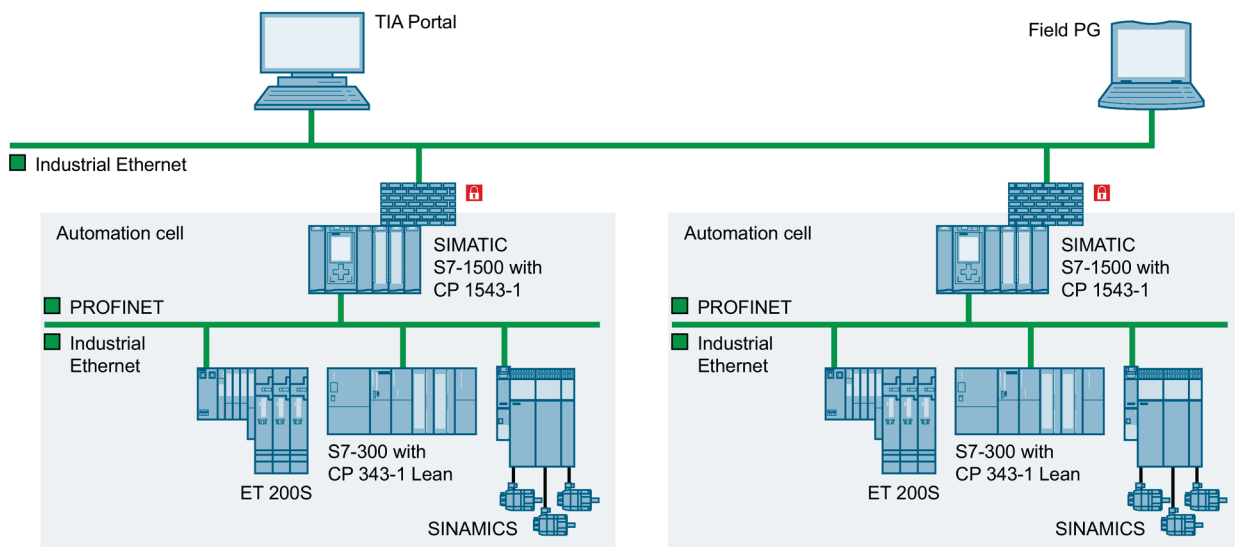 TIA Portal
Field PG
Industrial Ethernet
Automation cell
SIMATIC
S7-1500 with
CP 1543-1
PROFINET
Industrial
Ethernet
ET 200S
S7-300 with
CP 343-1 Lean
SINAMICS
Automation cell
SIMATIC
S7-1500 with
CP 1543-1
PROFINET
Industrial
Ethernet
ET 200S
S7-300 with
CP 343-1 Lean
SINAMICS